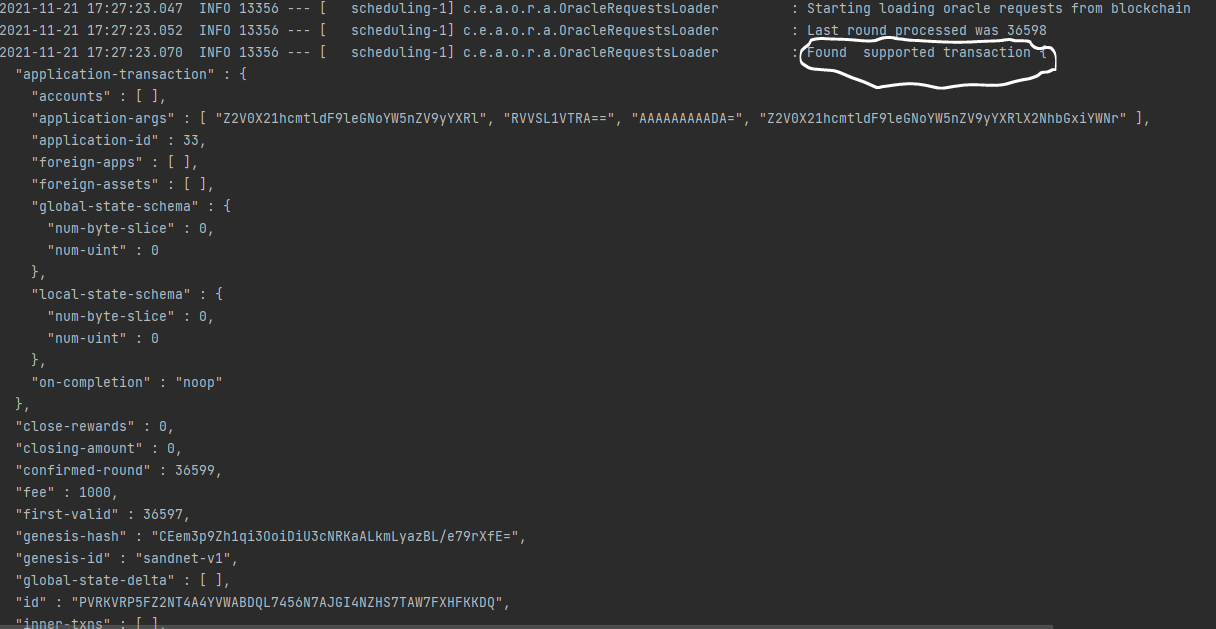 2021-11-21 17:27:23.047  INFO 13356 --- [   scheduling-1] c.e.a.o.r.a.OracleRequestsLoader         : Starting loading oracle requests from blockchain
2021-11-21 17:27:23.052  INFO 13356 --- [   scheduling-1] c.e.a.o.r.a.OracleRequestsLoader         : Last round processed was 36598
2021-11-21 17:27:23.070  INFO 13356 --- [   scheduling-1] c.e.a.o.r.a.OracleRequestsLoader         : Found  supported transaction {
  "application-transaction" : {
    "accounts" : [ ],
    "application-args" : [ "Z2V0X21hcmtldF9leGNoYW5nZV9yYXRl", "RVVSL1VTRA==", "AAAAAAAAADA=", "Z2V0X21hcmtldF9leGNoYW5nZV9yYXRlX2NhbGxiYWNr" ],
    "application-id" : 33,
    "foreign-apps" : [ ],
    "foreign-assets" : [ ],
    "global-state-schema" : {
      "num-byte-slice" : 0,
      "num-uint" : 0
    },
    "local-state-schema" : {
      "num-byte-slice" : 0,
      "num-uint" : 0
    },
    "on-completion" : "noop"
  },
  "close-rewards" : 0,
  "closing-amount" : 0,
  "confirmed-round" : 36599,
  "fee" : 1000,
  "first-valid" : 36597,
  "genesis-hash" : "CEem3p9Zh1qi3OoiDiU3cNRKaALkmLyazBL/e79rXfE=",
  "genesis-id" : "sandnet-v1",
  "global-state-delta" : [ ],
  "id" : "PVRKVRP5FZ2NT4A4YVWABDQL7456N7AJGI4NZHS7TAW7FXHFKKDQ",
  "inner-txns" : [ ],